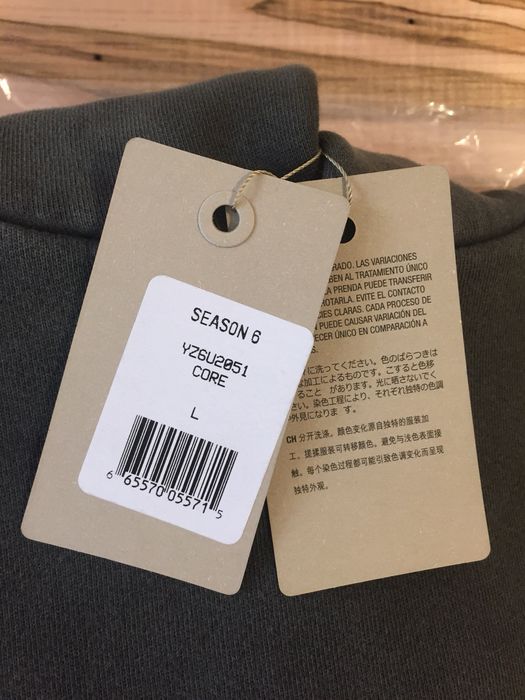 SEASON 6
YZ6U2051
CORE
L
6 65570 05571 5
RADO. LAS VARIACIONES
BEN AL TRATAMIENTO ÚNICO
A PRENDA PUEDE TRANSFERIR
ROTARLA. EVITE EL CONTACTO
IES CLARAS. CADA PROCESO DE
N PUEDE CAUSAR VARIACIÓN DEL
ECER ÚNICO EN COMPARACIÓN A
S.
に洗ってください。色のばらつきは
加工によるものです。こすると色移
ること があります。光に晒さないでく
さい。染色工程により、それぞれ独特の色調
外見になりま す。
CH 分开洗涤。颜色变化源自独特的服装加
工。搓揉服装可转移颜色。避免与浅色表面接
触。每个染色过程都可能引致色调变化而呈现
独特外观。